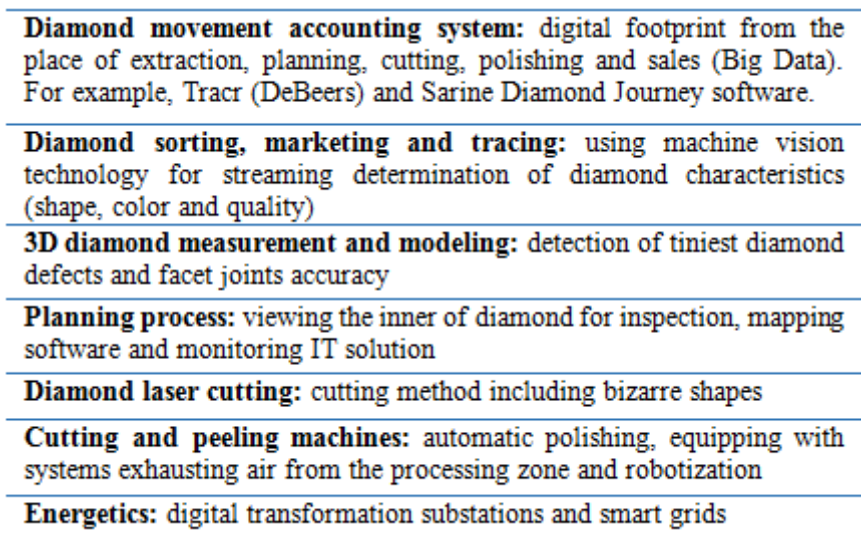 Diamond movement accounting system: digital footprint from the
place of extraction, planning, cutting, polishing and sales (Big Data).
For example, Tracr (DeBeers) and Sarine Diamond Journey software.
Diamond sorting, marketing and tracing: using machine vision
technology for streaming determination of diamond characteristics
(shape, color and quality)
3D diamond measurement and modeling: detection of tiniest diamond
defects and facet joints accuracy
Planning process: viewing the inner of diamond for inspection, mapping
software and monitoring IT solution
Diamond laser cutting: cutting method including bizarre shapes
Cutting and peeling machines: automatic polishing, equipping with
systems exhausting air from the processing zone and robotization
Energetics: digital transformation substations and smart grids